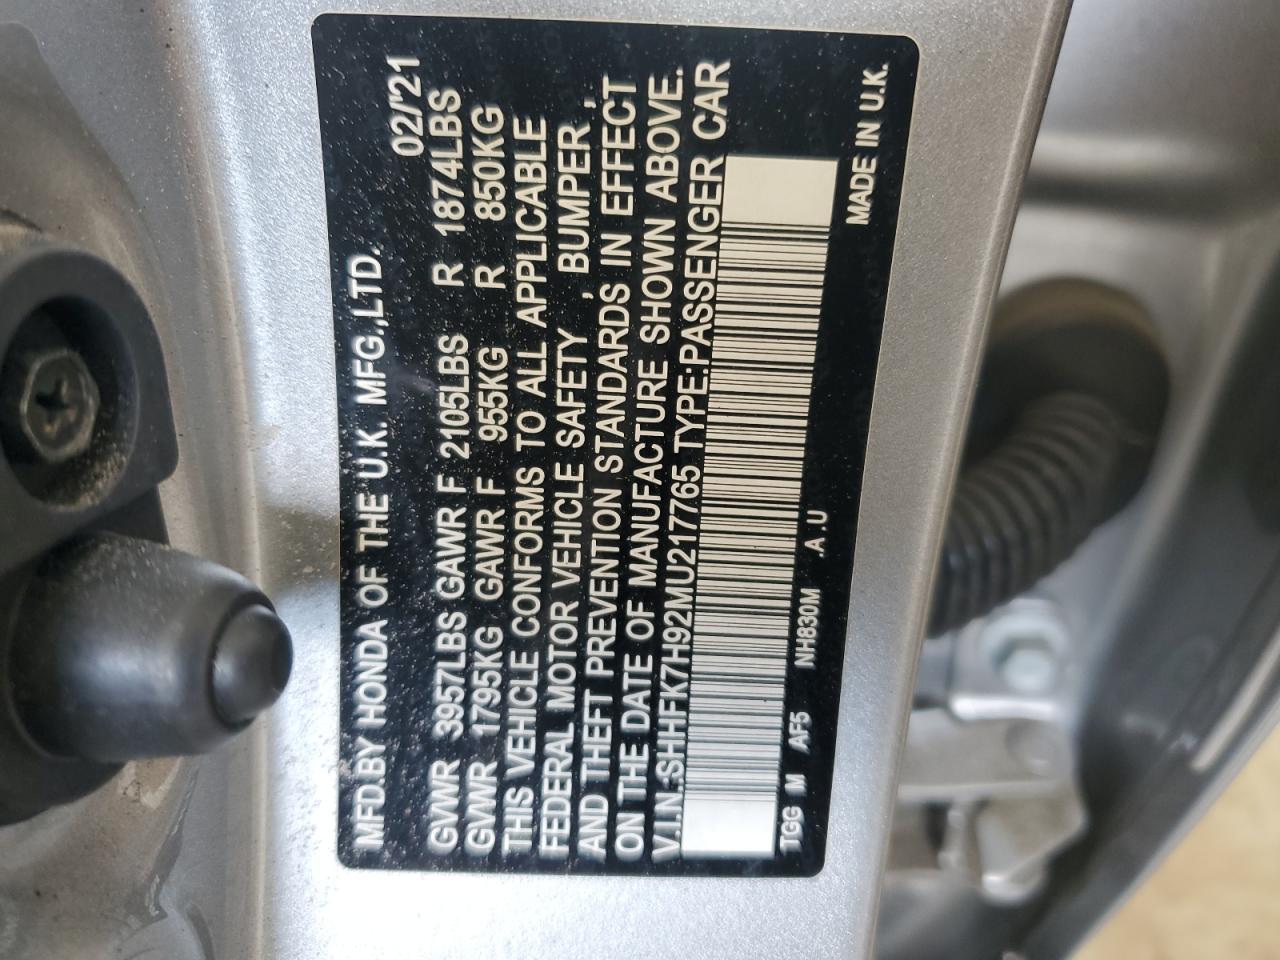 MFD.BY HONDA OF THE U.K. MFG.,LTD. 02/'21
GVWR 3957LBS GAWR F 2105LBS R 1874LBS
GVWR 1795KG GAWR F 955KG R 850KG
THIS VEHICLE CONFORMS TO ALL APPLICABLE
FEDERAL MOTOR VEHICLE SAFETY , BUMPER ,
AND THEFT PREVENTION STANDARDS IN EFFECT
ON THE DATE OF MANUFACTURE SHOWN ABOVE.
V.I.N.:SHHFK7H92MU217765 TYPE:PASSENGER CAR
TGG M AF5 NH830M A.U MADE IN U.K.